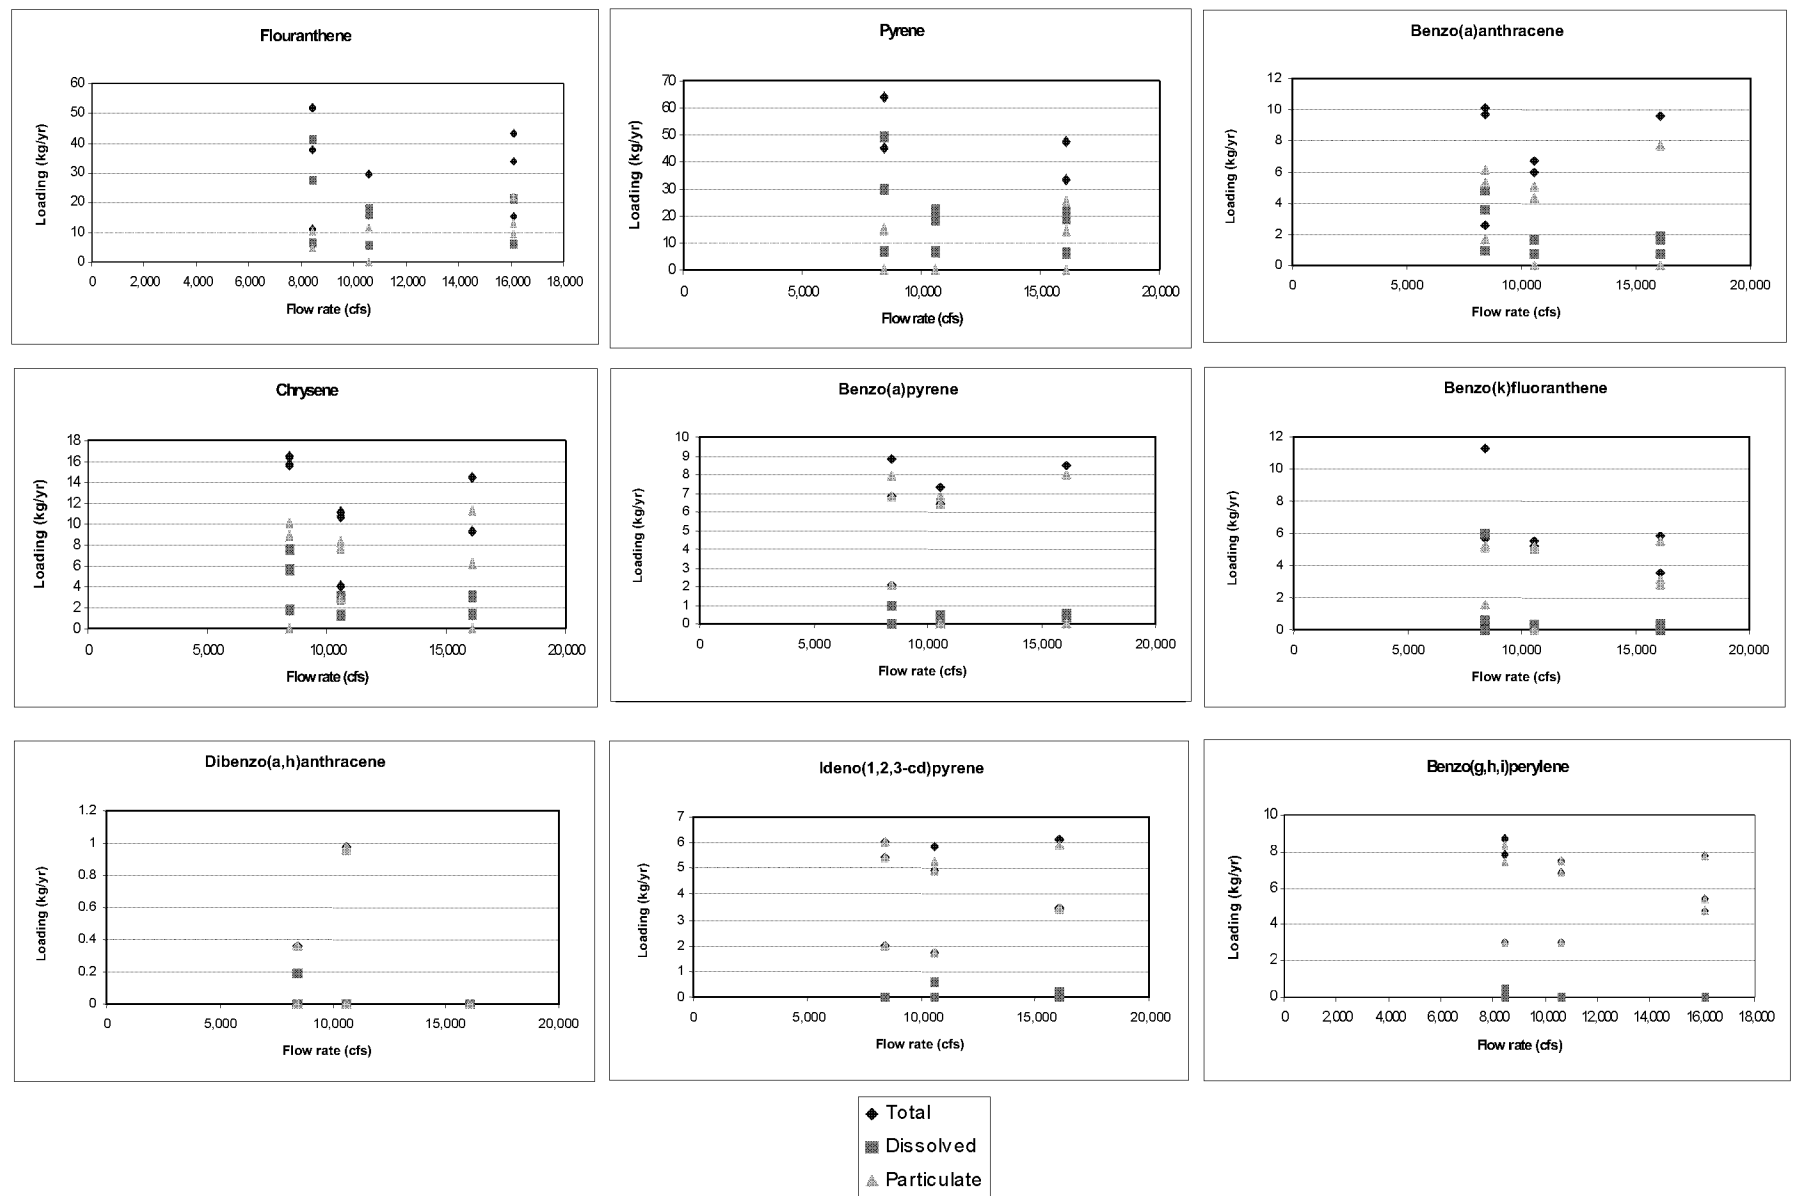 Flouranthene
60
50
40
30
20
10
0
Loading (kg/yr)
0 2,000 4,000 6,000 8,000 10,000 12,000 14,000 16,000 18,000
Flow rate (cfs)
Pyrene
70
60
50
40
30
20
10
0
Loading (kg/yr)
0 5,000 10,000 15,000 20,000
Flow rate (cfs)
Benzo(a)anthracene
12
10
8
6
4
2
0
Loading (kg/yr)
0 5,000 10,000 15,000 20,000
Flow rate (cfs)
Chrysene
18
16
14
12
10
8
6
4
2
0
Loading (kg/yr)
0 5,000 10,000 15,000 20,000
Flow rate (cfs)
Benzo(a)pyrene
10
9
8
7
6
5
4
3
2
1
0
Loading (kg/yr)
0 5,000 10,000 15,000 20,000
Flow rate (cfs)
Benzo(k)fluoranthene
12
10
8
6
4
2
0
Loading (kg/yr)
0 5,000 10,000 15,000 20,000
Flow rate (cfs)
Dibenzo(a,h)anthracene
1.2
1
0.8
0.6
0.4
0.2
0
Loading (kg/yr)
0 5,000 10,000 15,000 20,000
Flow rate (cfs)
Ideno(1,2,3-cd)pyrene
7
6
5
4
3
2
1
0
Loading (kg/yr)
0 5,000 10,000 15,000 20,000
Flow rate (cfs)
Benzo(g,h,i)perylene
10
8
6
4
2
0
Loading (kg/yr)
0 2,000 4,000 6,000 8,000 10,000 12,000 14,000 16,000 18,000
Flow rate (cfs)
Total
Dissolved
Particulate